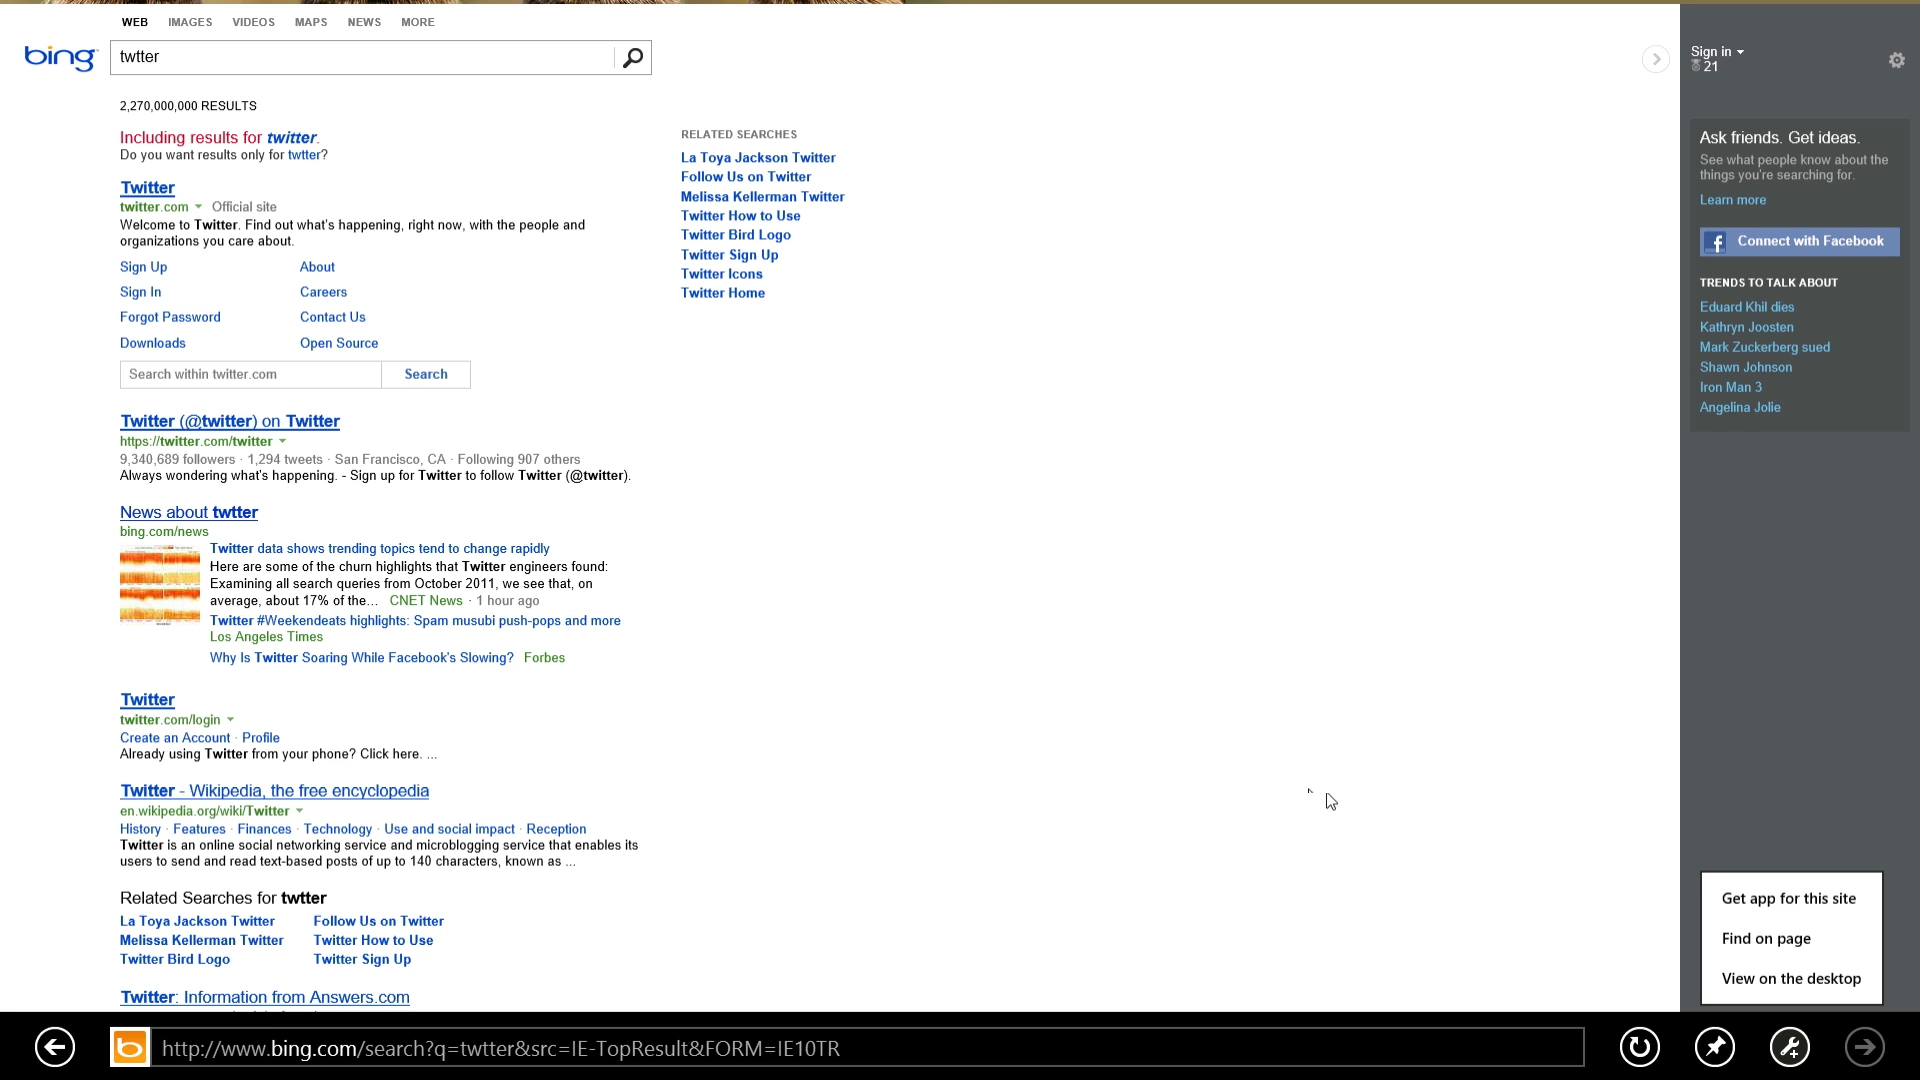 WEB IMAGES VIDEOS MAPS NEWS MORE
bing
twtter
Sign in
21
2,270,000,000 RESULTS
Including results for twitter.
Do you want results only for twtter?
Twitter
twitter.com Official site
Welcome to Twitter. Find out what's happening, right now, with the people and
organizations you care about.
Sign Up About
Sign In Careers
Forgot Password Contact Us
Downloads Open Source
Search within twitter.com Search
Twitter (@twitter) on Twitter
https://twitter.com/twitter
9,340,689 followers · 1,294 tweets · San Francisco, CA · Following 907 others
Always wondering what's happening. - Sign up for Twitter to follow Twitter (@twitter).
News about twtter
bing.com/news
Twitter data shows trending topics tend to change rapidly
Here are some of the churn highlights that Twitter engineers found:
Examining all search queries from October 2011, we see that, on
average, about 17% of the... CNET News · 1 hour ago
Twitter #Weekendeats highlights: Spam musubi push-pops and more
Los Angeles Times
Why Is Twitter Soaring While Facebook's Slowing? Forbes
Twitter
twitter.com/login
Create an Account · Profile
Already using Twitter from your phone? Click here. ...
Twitter - Wikipedia, the free encyclopedia
en.wikipedia.org/wiki/Twitter
History · Features · Finances · Technology · Use and social impact · Reception
Twitter is an online social networking service and microblogging service that enables its
users to send and read text-based posts of up to 140 characters, known as ...
Related Searches for twtter
La Toya Jackson Twitter Follow Us on Twitter
Melissa Kellerman Twitter Twitter How to Use
Twitter Bird Logo Twitter Sign Up
Twitter: Information from Answers.com
RELATED SEARCHES
La Toya Jackson Twitter
Follow Us on Twitter
Melissa Kellerman Twitter
Twitter How to Use
Twitter Bird Logo
Twitter Sign Up
Twitter Icons
Twitter Home
Ask friends. Get ideas.
See what people know about the
things you're searching for.
Learn more
Connect with Facebook
TRENDS TO TALK ABOUT
Eduard Khil dies
Kathryn Joosten
Mark Zuckerberg sued
Shawn Johnson
Iron Man 3
Angelina Jolie
Get app for this site
Find on page
View on the desktop
http://www.bing.com/search?q=twtter&src=IE-TopResult&FORM=IE10TR